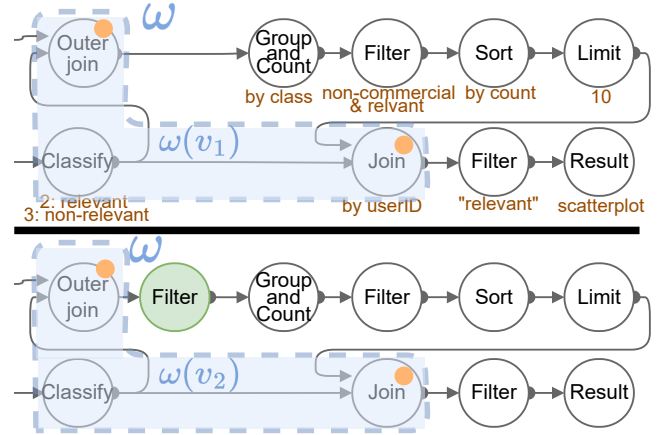 ω
Outer
join
Group
and
Count
Filter
Sort
Limit
by class
non-commercial
& relvant
by count
10
ω(v₁)
Classify
Join
Filter
Result
2: relevant
3: non-relevant
by userID
"relevant"
scatterplot
ω
Outer
join
Filter
Group
and
Count
Filter
Sort
Limit
ω(v₂)
Classify
Join
Filter
Result